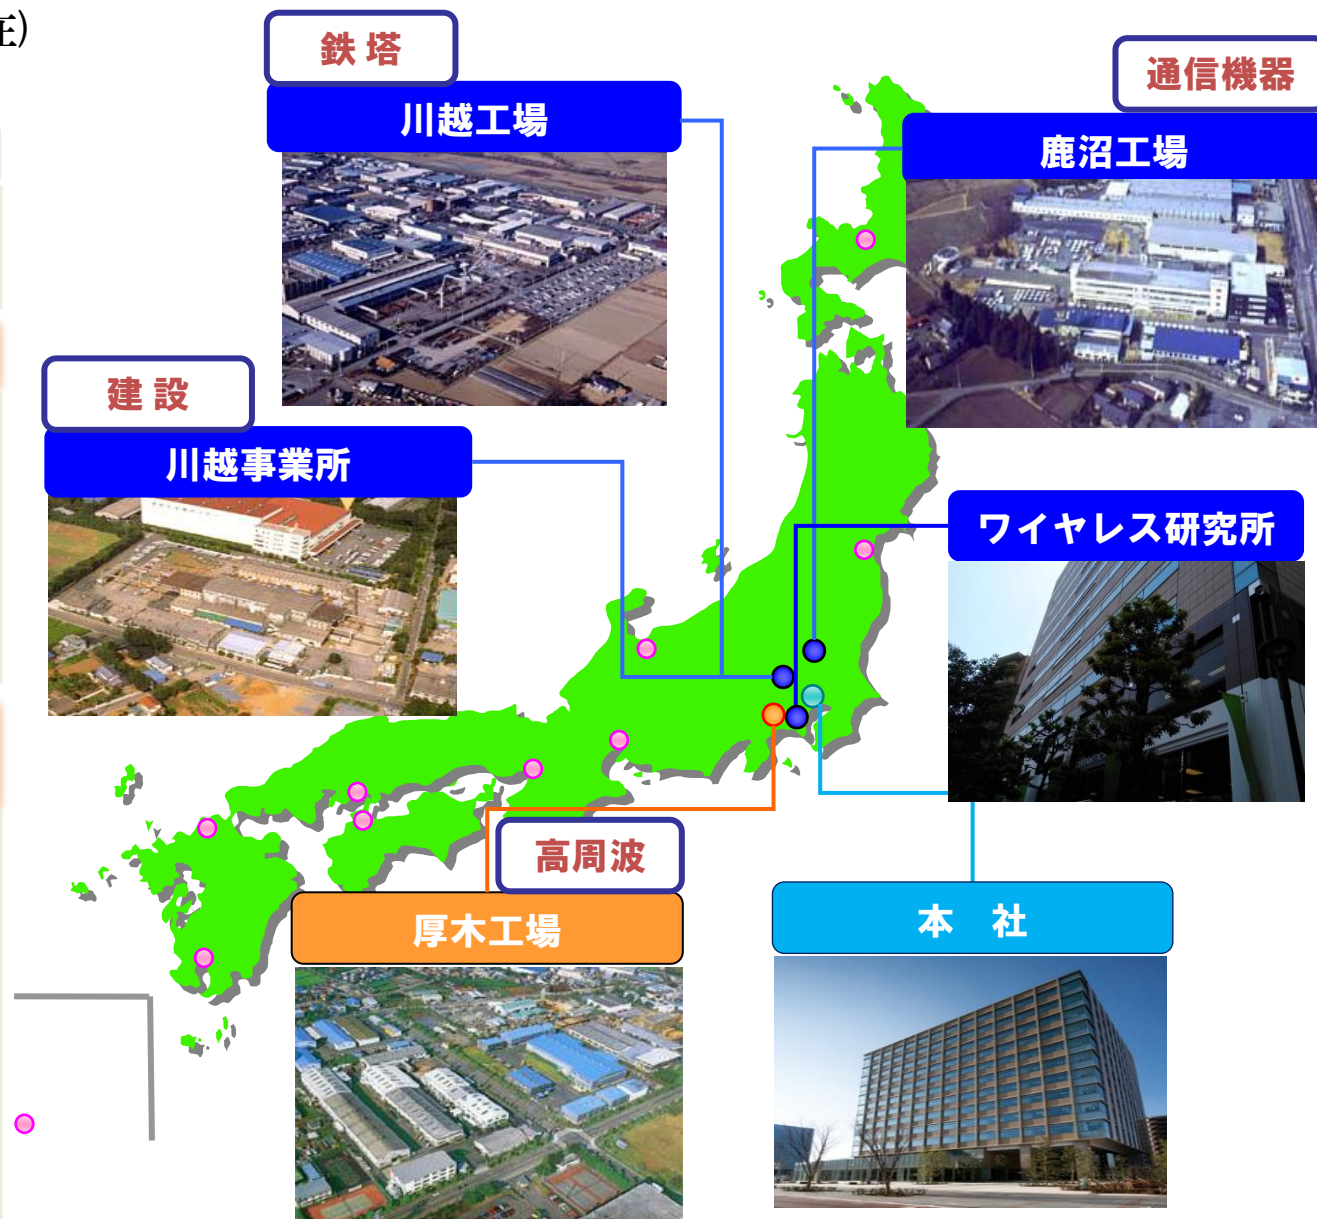 在)
鉄 塔
川越工場
通信機器
鹿沼工場
建 設
川越事業所
ワイヤレス研究所
高周波
厚木工場
本　社